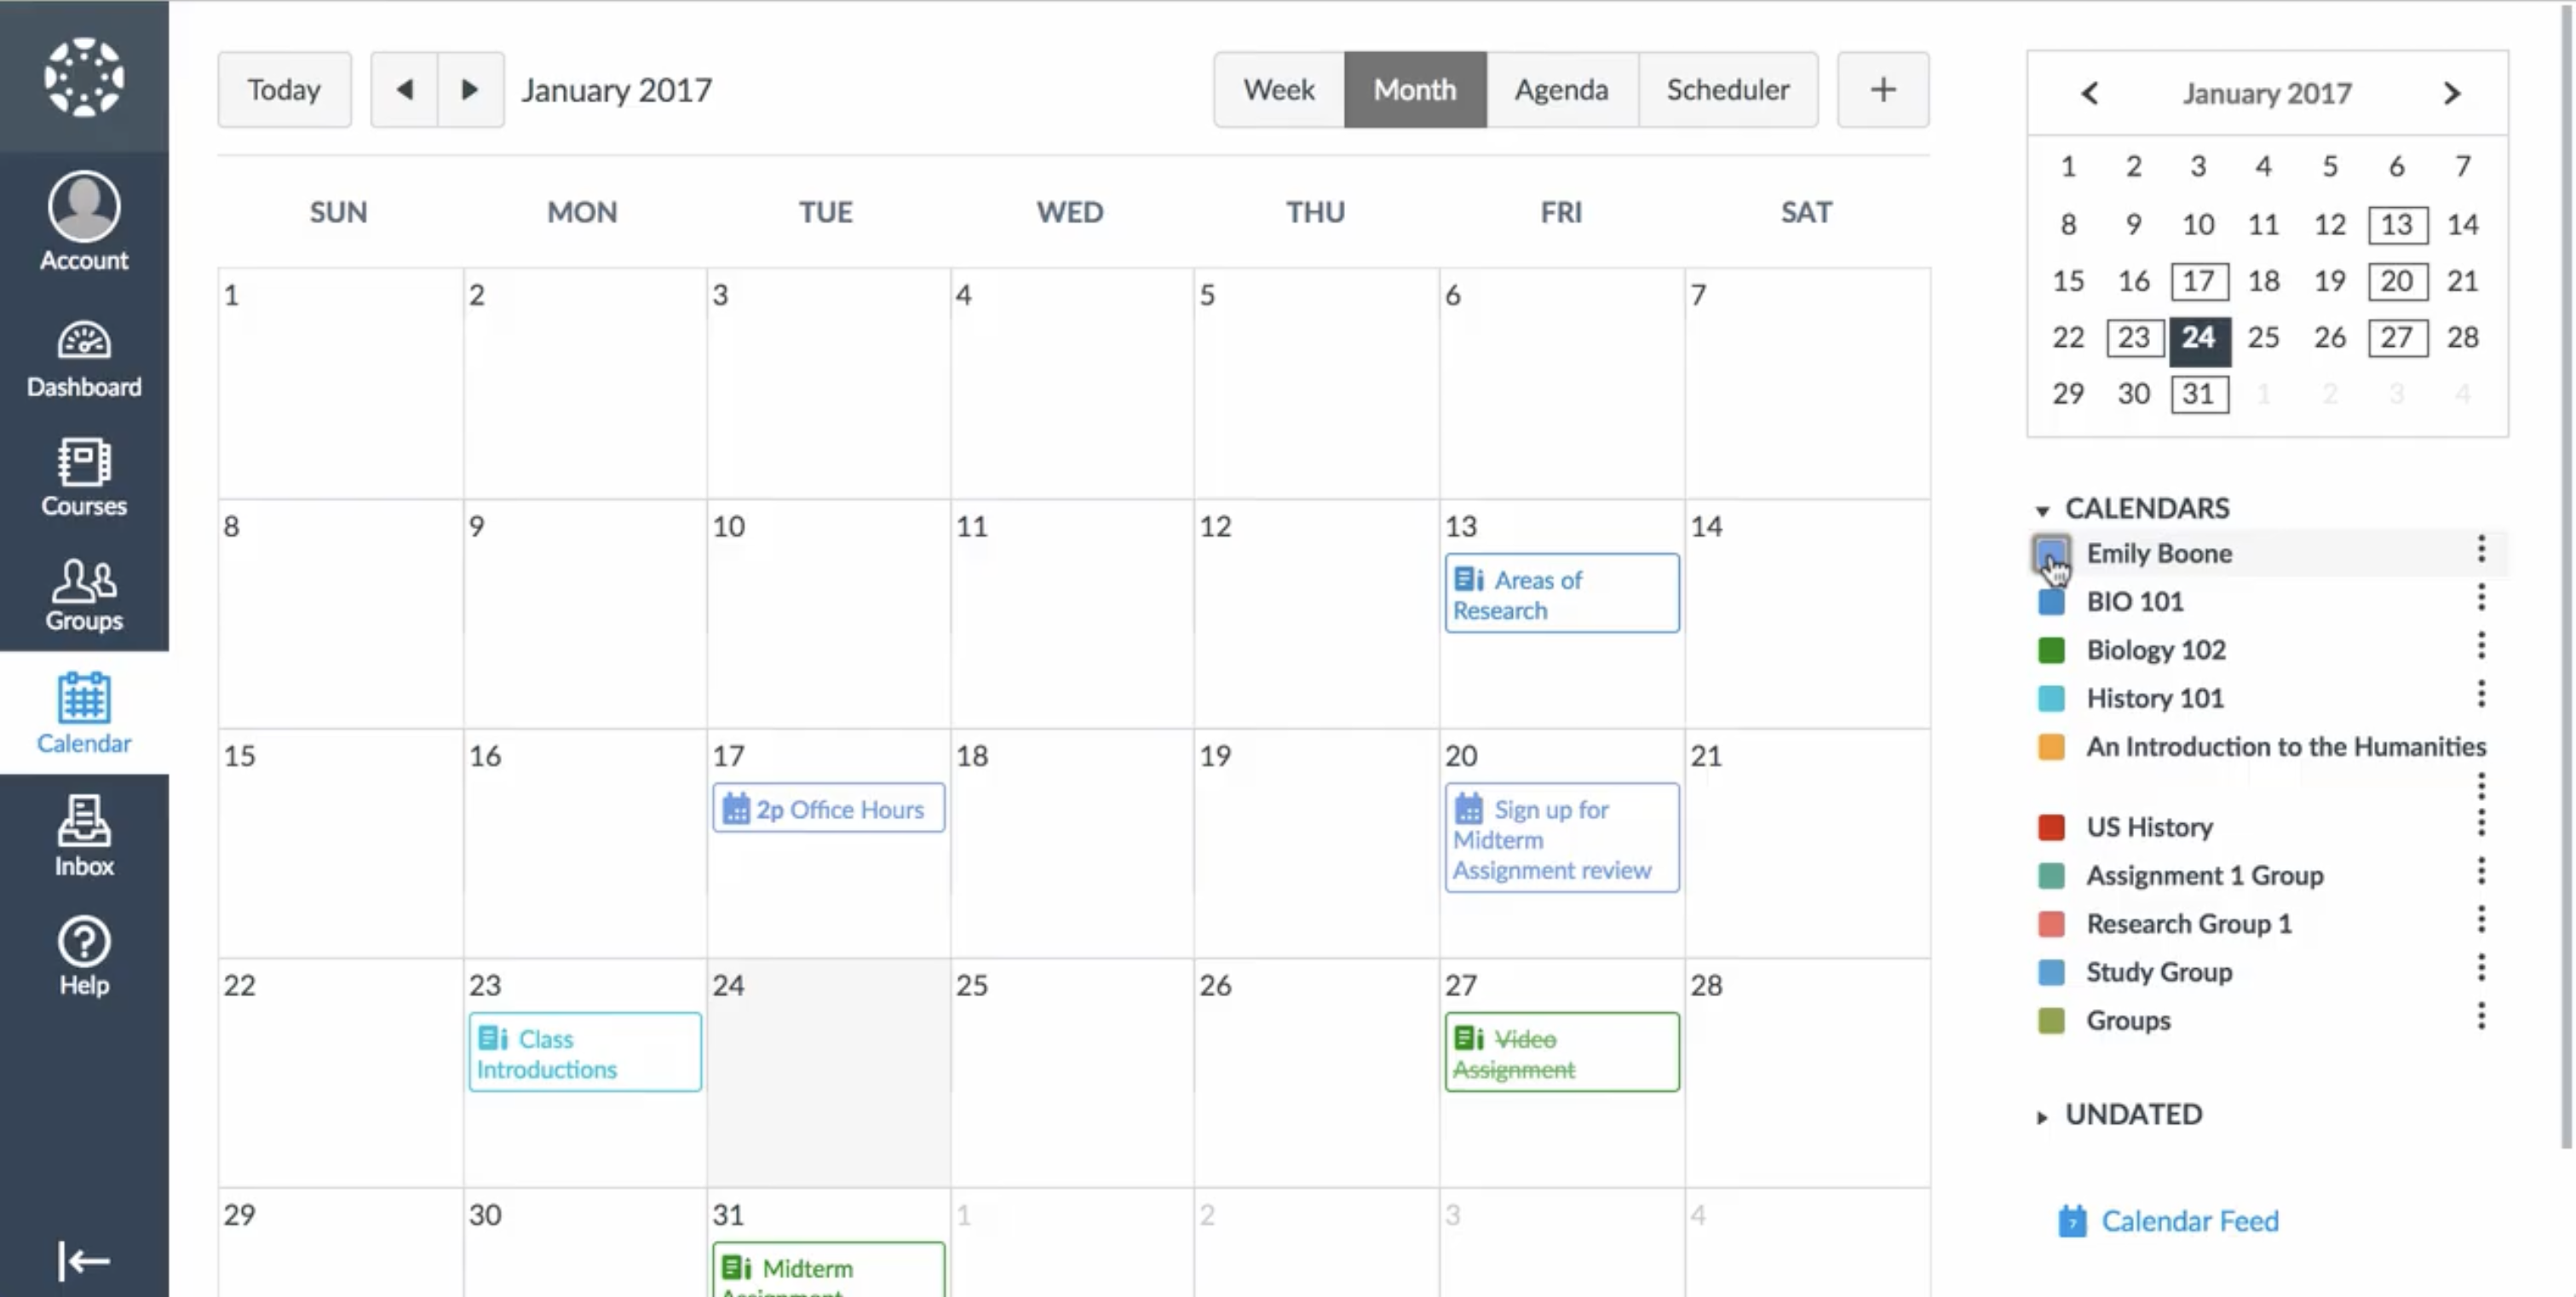 Account
Dashboard
Courses
Groups
Calendar
Inbox
Help
Today
January 2017
Week Month Agenda Scheduler +
SUN MON TUE WED THU FRI SAT
1 2 3 4 5 6 7
8 9 10 11 12 13 14
Areas of
Research
15 16 17 18 19 20 21
2p Office Hours
Sign up for
Midterm
Assignment review
22 23 24 25 26 27 28
Class
Introductions
Video
Assignment
29 30 31 1 2 3 4
Midterm
Assignment
January 2017
1 2 3 4 5 6 7
8 9 10 11 12 13 14
15 16 17 18 19 20 21
22 23 24 25 26 27 28
29 30 31 1 2 3 4
CALENDARS
Emily Boone
BIO 101
Biology 102
History 101
An Introduction to the Humanities
US History
Assignment 1 Group
Research Group 1
Study Group
Groups
UNDATED
7 Calendar Feed